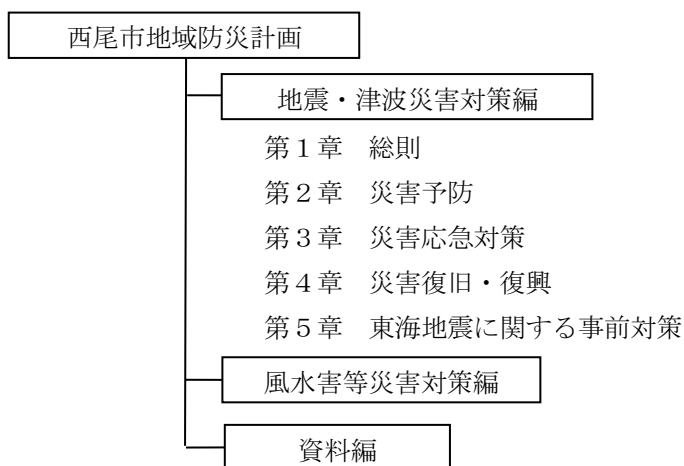 西尾市地域防災計画
地震・津波災害対策編
第１章　総則
第２章　災害予防
第３章　災害応急対策
第４章　災害復旧・復興
第５章　東海地震に関する事前対策
風水害等災害対策編
資料編